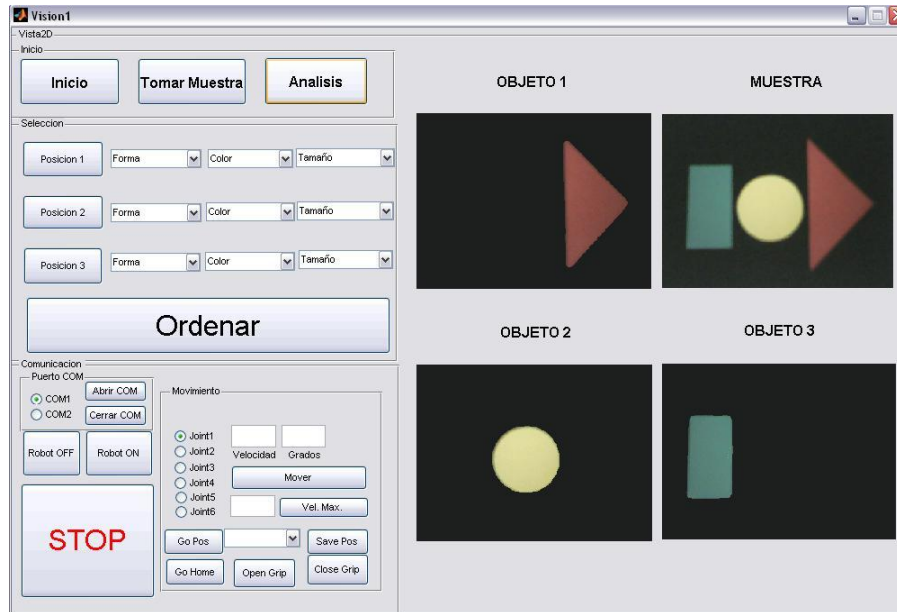 Vision1
Vista2D
Inicio
Inicio
Tomar Muestra
Analisis
Seleccion
Posicion 1
Forma
Color
Tamaño
Posicion 2
Forma
Color
Tamaño
Posicion 3
Forma
Color
Tamaño
Ordenar
Comunicacion
Puerto COM
COM1
COM2
Abrir COM
Cerrar COM
Robot OFF
Robot ON
STOP
Movimiento
Joint1
Joint2
Joint3
Joint4
Joint5
Joint6
Velocidad
Grados
Mover
Vel. Max.
Go Pos
Save Pos
Go Home
Open Grip
Close Grip
OBJETO 1
MUESTRA
OBJETO 2
OBJETO 3